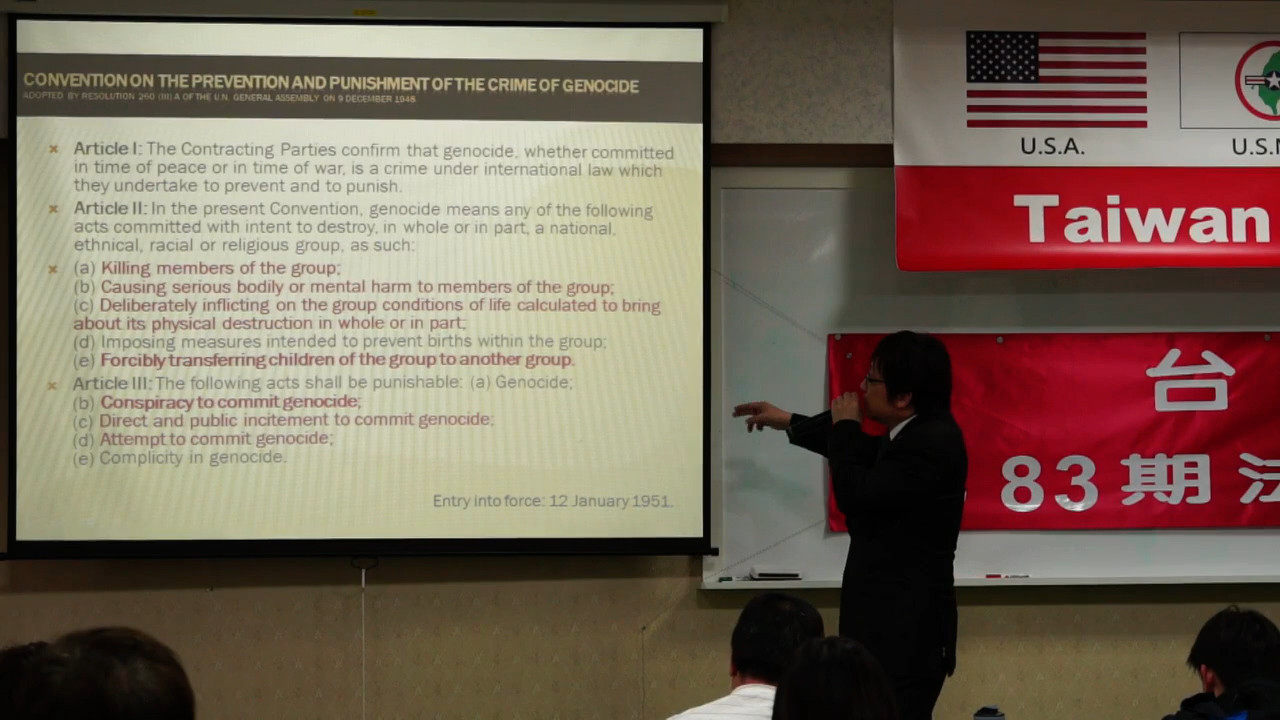 CONVENTION ON THE PREVENTION AND PUNISHMENT OF THE CRIME OF GENOCIDE
ADOPTED BY RESOLUTION 260 (III) A OF THE U.N. GENERAL ASSEMBLY ON 9 DECEMBER 1948.
Article I: The Contracting Parties confirm that genocide, whether committed
in time of peace or in time of war, is a crime under international law which
they undertake to prevent and to punish.
Article II: In the present Convention, genocide means any of the following
acts committed with intent to destroy, in whole or in part, a national,
ethnical, racial or religious group, as such:
(a) Killing members of the group;
(b) Causing serious bodily or mental harm to members of the group;
(c) Deliberately inflicting on the group conditions of life calculated to bring
about its physical destruction in whole or in part;
(d) Imposing measures intended to prevent births within the group;
(e) Forcibly transferring children of the group to another group.
Article III: The following acts shall be punishable: (a) Genocide;
(b) Conspiracy to commit genocide;
(c) Direct and public incitement to commit genocide;
(d) Attempt to commit genocide;
(e) Complicity in genocide.
Entry into force: 12 January 1951.
U.S.A.
U.S.
Taiwan
台
83期法